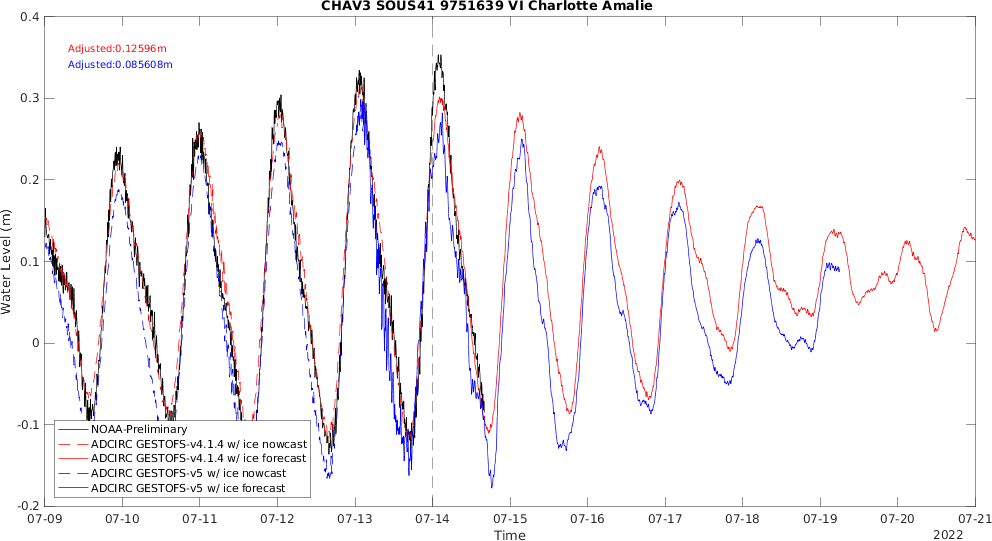 CHAV3 SOUS41 9751639 VI Charlotte Amalie
0.4
Adjusted:0.12596m
Adjusted:0.085608m
0.3
0.2
Water Level (m)
0.1
0
-0.1
NOAA-Preliminary
ADCIRC GESTOFS-v4.1.4 w/ ice nowcast
ADCIRC GESTOFS-v4.1.4 w/ ice forecast
ADCIRC GESTOFS-v5 w/ ice nowcast
ADCIRC GESTOFS-v5 w/ ice forecast
-0.2
07-09 07-10 07-11 07-12 07-13 07-14 07-15 07-16 07-17 07-18 07-19 07-20 07-21
Time
2022